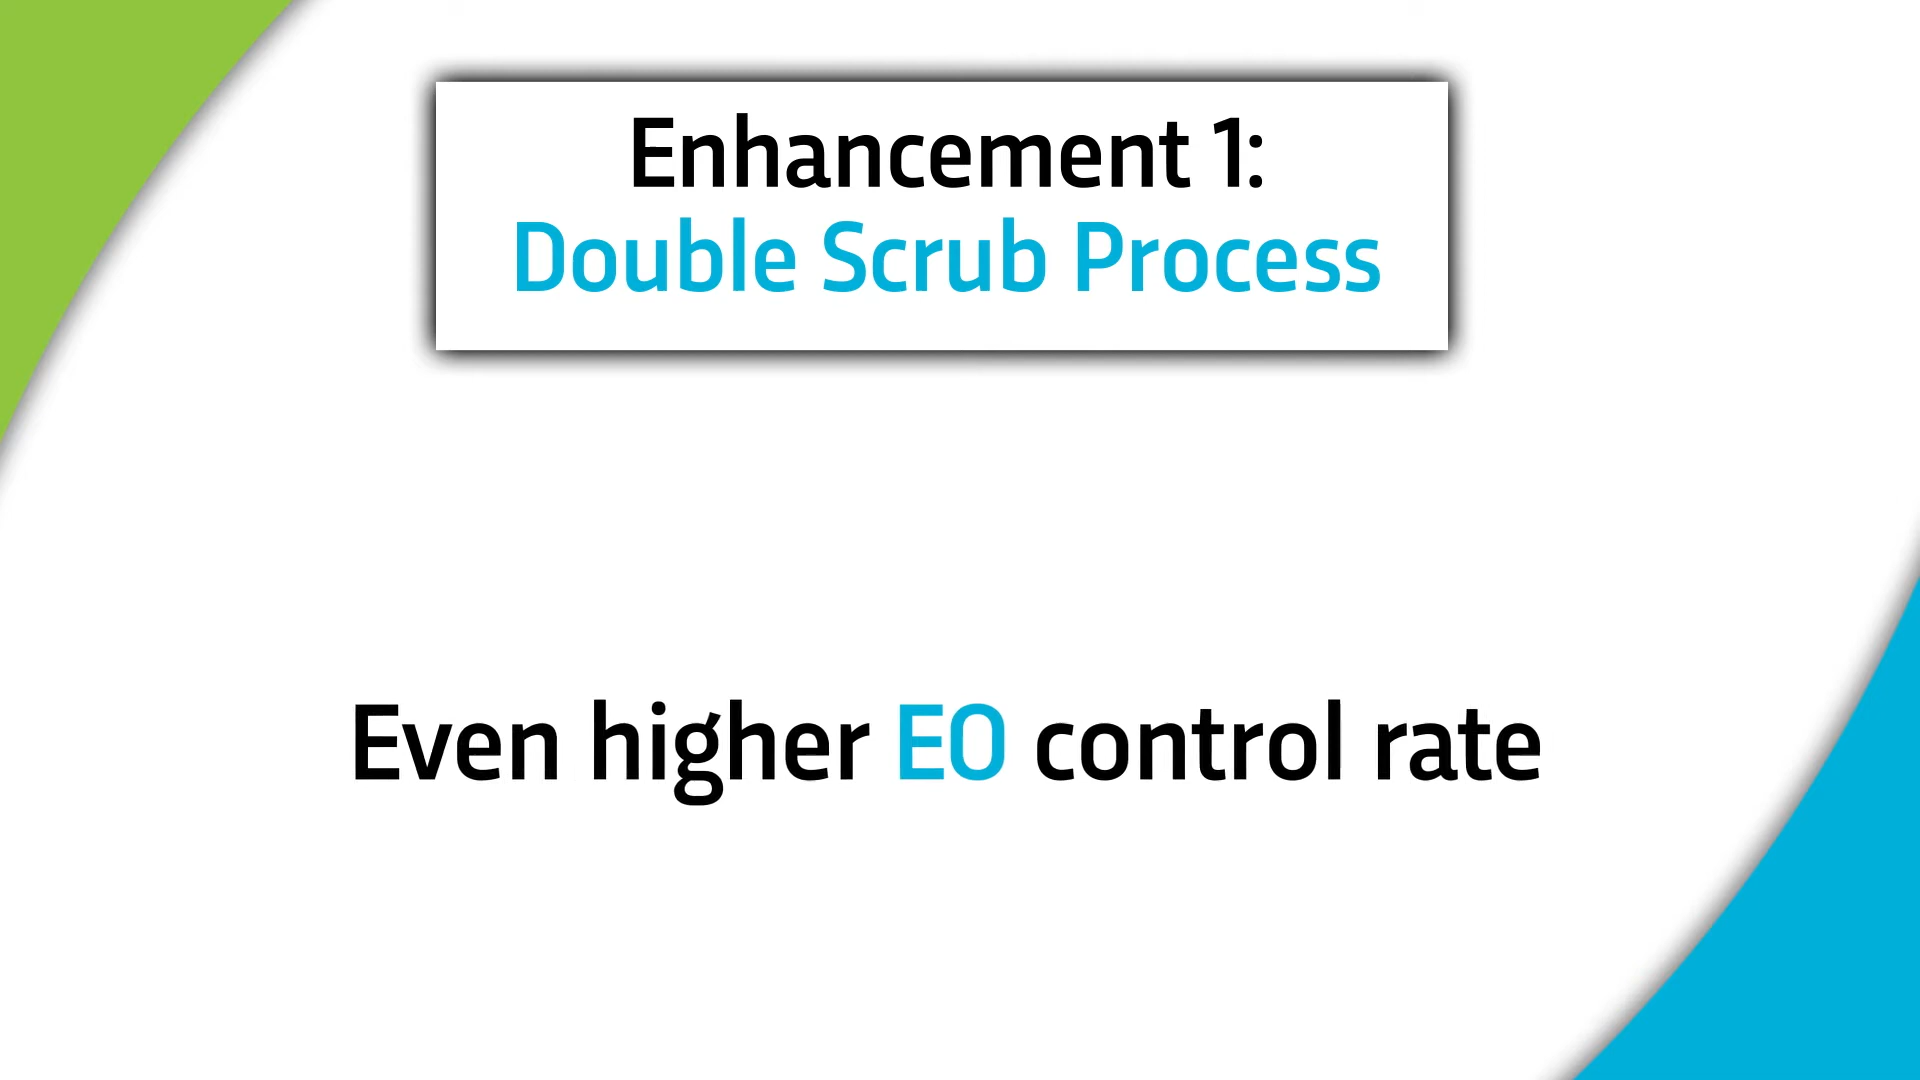 Enhancement 1:
Double Scrub Process
Even higher EO control rate